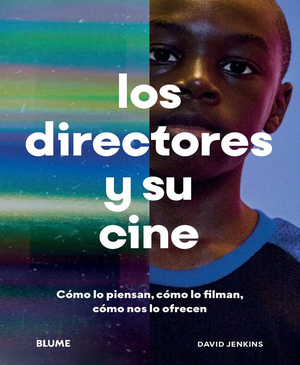 los
directores
y su
cine
Cómo lo piensan, cómo lo filman,
cómo nos lo ofrecen
BLUME
DAVID JENKINS